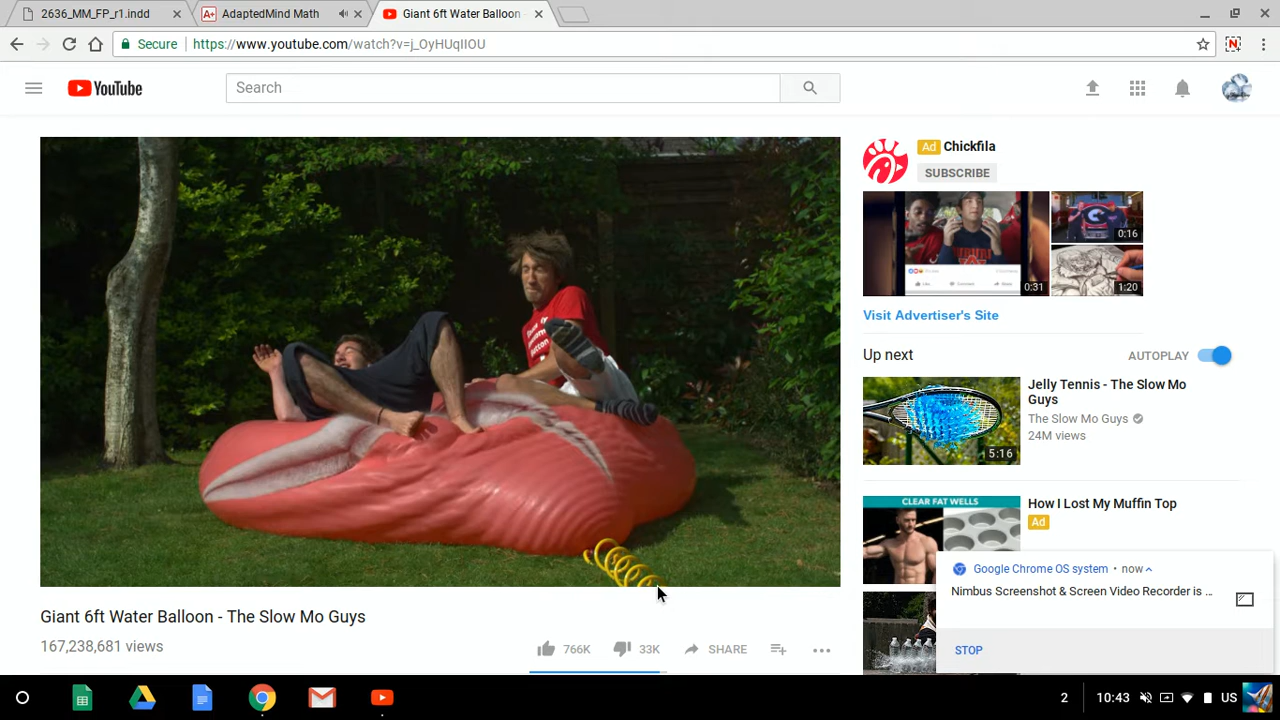 2636_MM_FP_r1.indd
AdaptedMind Math
Giant 6ft Water Balloon
Secure
https://www.youtube.com/watch?v=j_OyHUqIIOU
YouTube
Search
Ad Chickfila
SUBSCRIBE
0:16
0:31
1:20
Visit Advertiser's Site
Up next
AUTOPLAY
Jelly Tennis - The Slow Mo
Guys
The Slow Mo Guys
24M views
5:16
CLEAR FAT WELLS
How I Lost My Muffin Top
Ad
Google Chrome OS system • now
Nimbus Screenshot & Screen Video Recorder is ...
STOP
Giant 6ft Water Balloon - The Slow Mo Guys
167,238,681 views
766K
33K
SHARE
2
10:43
US